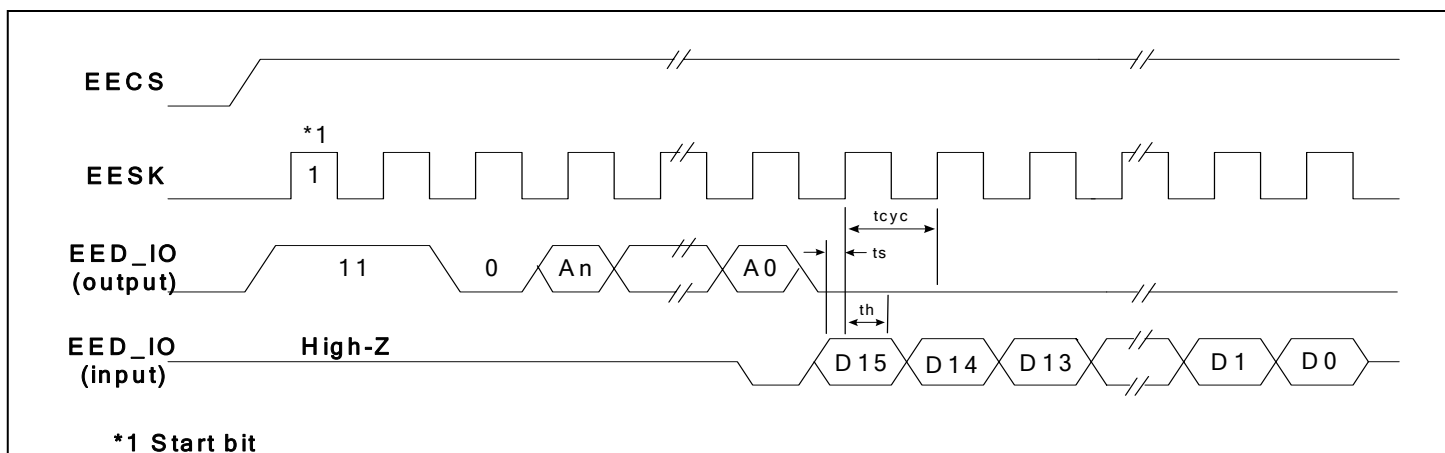 EECS
*1
EESK
1
tcyc
ts
EED_IO
(output)
11
0
An
A0
th
EED_IO
(input)
High-Z
D15
D14
D13
D1
D0
*1 Start bit